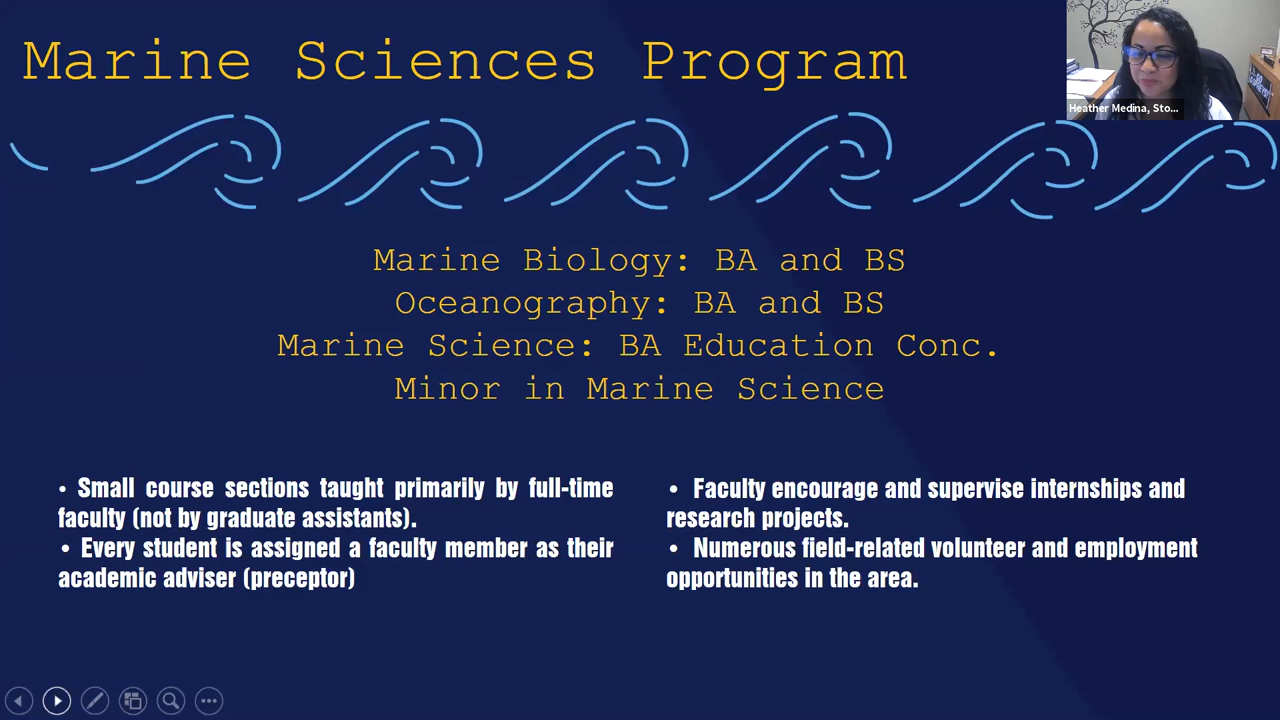 Marine Sciences Program
Heather Medina, Sto...
Marine Biology: BA and BS
Oceanography: BA and BS
Marine Science: BA Education Conc.
Minor in Marine Science
• Small course sections taught primarily by full-time
faculty (not by graduate assistants).
• Every student is assigned a faculty member as their
academic adviser (preceptor)
• Faculty encourage and supervise internships and
research projects.
• Numerous field-related volunteer and employment
opportunities in the area.